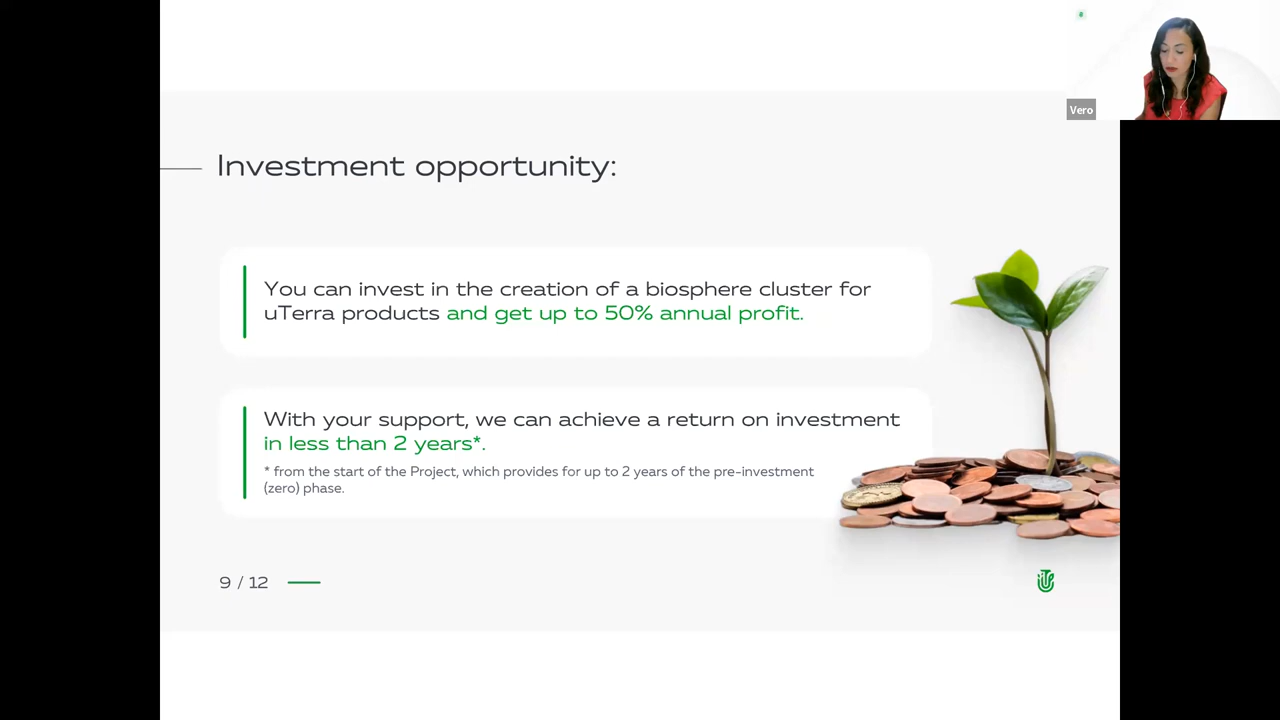 Vero
Investment opportunity:
You can invest in the creation of a biosphere cluster for
uTerra products and get up to 50% annual profit.
With your support, we can achieve a return on investment
in less than 2 years*.
* from the start of the Project, which provides for up to 2 years of the pre-investment
(zero) phase.
9 / 12